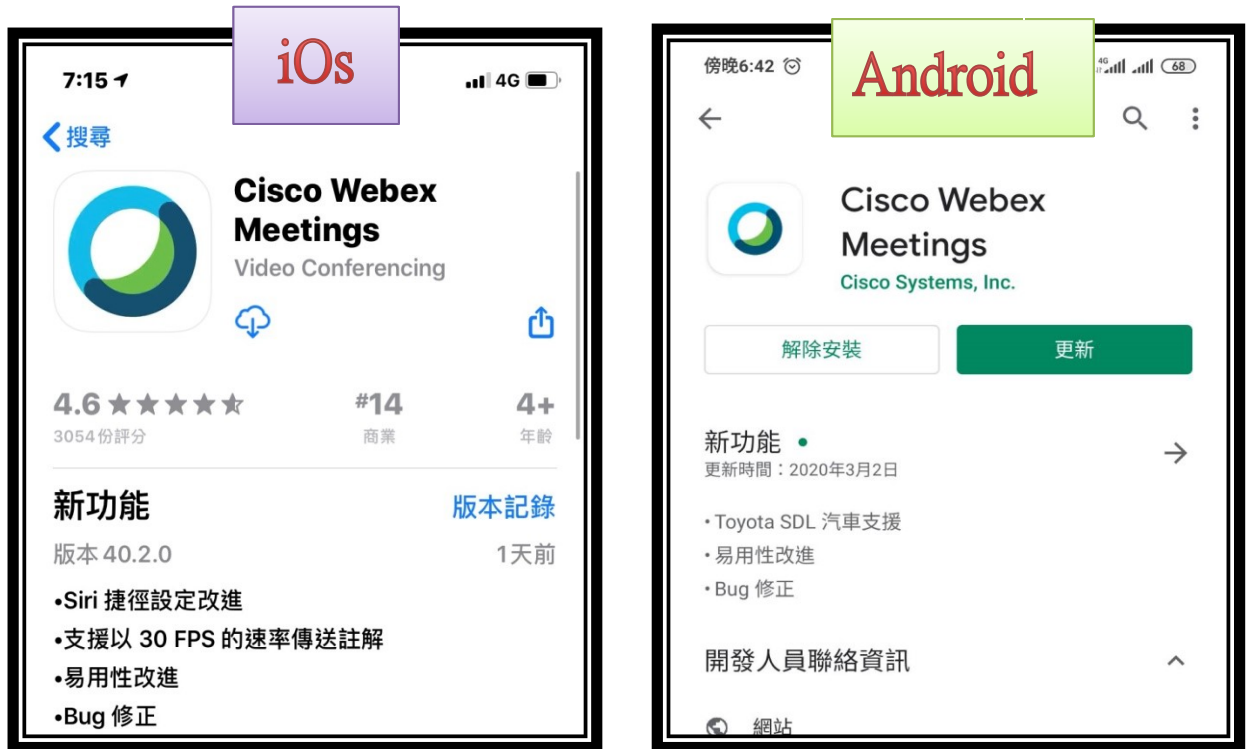 iOs
7:15
4G
搜尋
Cisco Webex
Meetings
Video Conferencing
4.6
#14
4+
3054份評分
商業
年齡
新功能
版本記錄
版本 40.2.0
1天前
•Siri 捷徑設定改進
•支援以 30 FPS 的速率傳送註解
•易用性改進
•Bug 修正
Android
傍晚6:42
4G
68
Cisco Webex
Meetings
Cisco Systems, Inc.
解除安裝
更新
新功能 •
更新時間：2020年3月2日
• Toyota SDL 汽車支援
• 易用性改進
• Bug 修正
開發人員聯絡資訊
網站